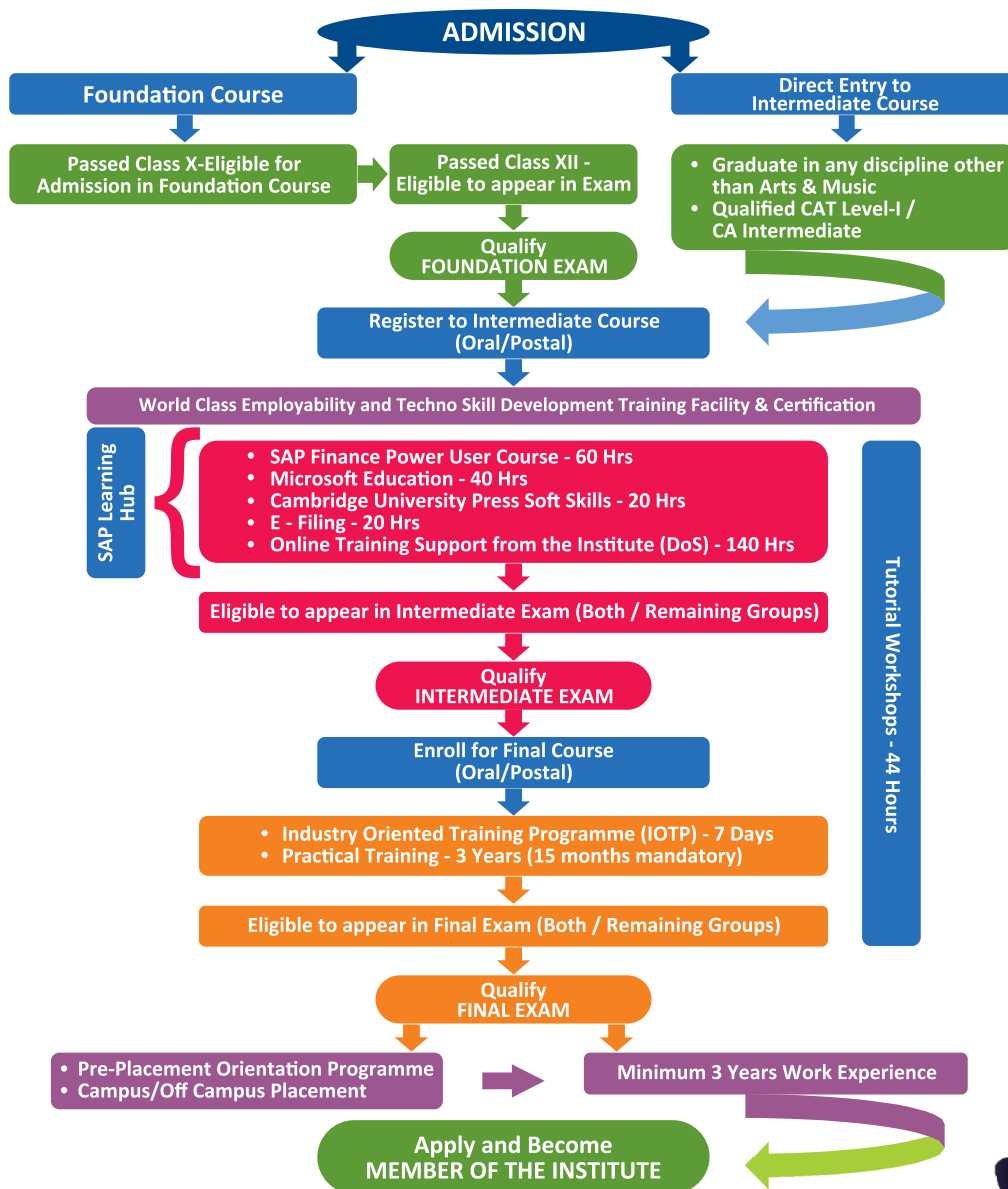 ADMISSION
Foundation Course
Direct Entry to
Intermediate Course
Passed Class X-Eligible for
Admission in Foundation Course
Passed Class XII -
Eligible to appear in Exam
• Graduate in any discipline other
than Arts & Music
• Qualified CAT Level-I /
CA Intermediate
Qualify
FOUNDATION EXAM
Register to Intermediate Course
(Oral/Postal)
World Class Employability and Techno Skill Development Training Facility & Certification
SAP Learning
Hub
• SAP Finance Power User Course - 60 Hrs
• Microsoft Education - 40 Hrs
• Cambridge University Press Soft Skills - 20 Hrs
• E - Filing - 20 Hrs
• Online Training Support from the Institute (DoS) - 140 Hrs
Tutorial Workshops - 44 Hours
Eligible to appear in Intermediate Exam (Both / Remaining Groups)
Qualify
INTERMEDIATE EXAM
Enroll for Final Course
(Oral/Postal)
• Industry Oriented Training Programme (IOTP) - 7 Days
• Practical Training - 3 Years (15 months mandatory)
Eligible to appear in Final Exam (Both / Remaining Groups)
Qualify
FINAL EXAM
• Pre-Placement Orientation Programme
• Campus/Off Campus Placement
Minimum 3 Years Work Experience
Apply and Become
MEMBER OF THE INSTITUTE